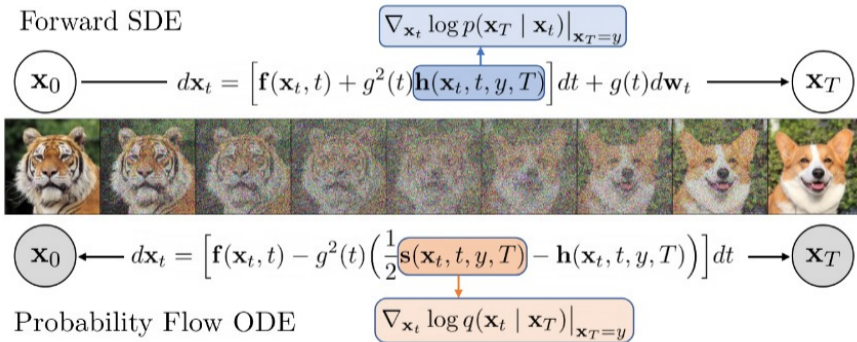 Forward SDE
∇_{x_t} log p(x_T | x_t)|_{x_T=y}
x_0 dx_t = [f(x_t, t) + g^2(t)h(x_t, t, y, T)]dt + g(t)dw_t x_T
x_0 dx_t = [f(x_t, t) − g^2(t)(1/2 s(x_t, t, y, T) − h(x_t, t, y, T))]dt x_T
∇_{x_t} log q(x_t | x_T)|_{x_T=y}
Probability Flow ODE